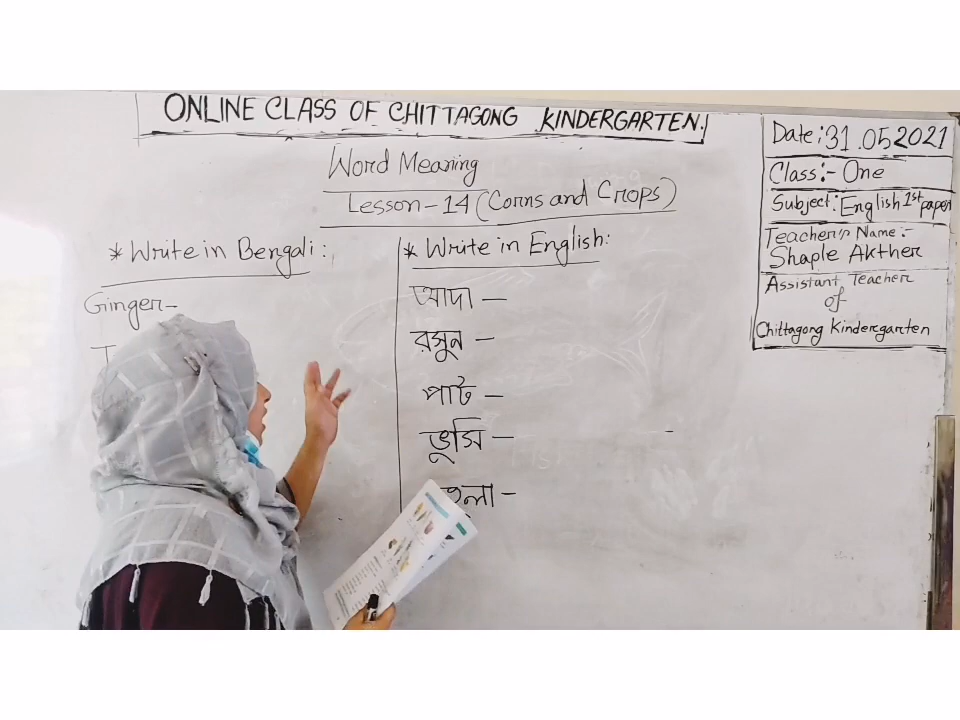 ONLINE CLASS OF CHITTAGONG KINDERGARTEN.
Word Meaning
Lesson-14 (Corns and Crops)
* Write in Bengali:
Ginger-
* Write in English:
আদা -
রসুন -
পাট -
ভূসি -
তুলা -
Date:31.052021
Class:- One
Subject: English 1st paper
Teacher's Name:-
Shaple Akther
Assistant Teacher
of
Chittagong Kindergarten